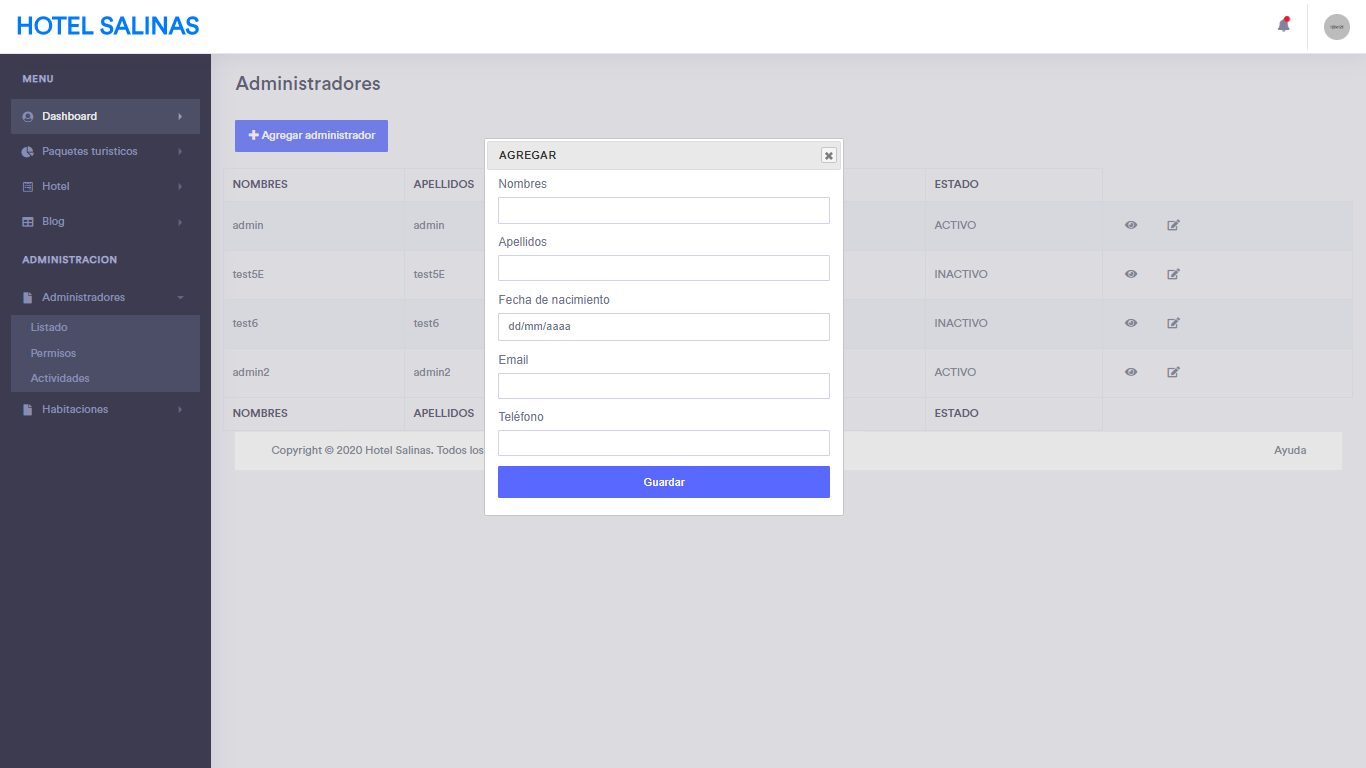 HOTEL SALINAS
MENU
Dashboard
Paquetes turisticos
Hotel
Blog
ADMINISTRACION
Administradores
Listado
Permisos
Actividades
Habitaciones
Administradores
Agregar administrador
NOMBRES APELLIDOS ESTADO
admin admin ACTIVO
test5E test5E INACTIVO
test6 test6 INACTIVO
admin2 admin2 ACTIVO
NOMBRES APELLIDOS ESTADO
Copyright © 2020 Hotel Salinas. Todos los
Ayuda
AGREGAR
Nombres
Apellidos
Fecha de nacimiento
dd/mm/aaaa
Email
Teléfono
Guardar